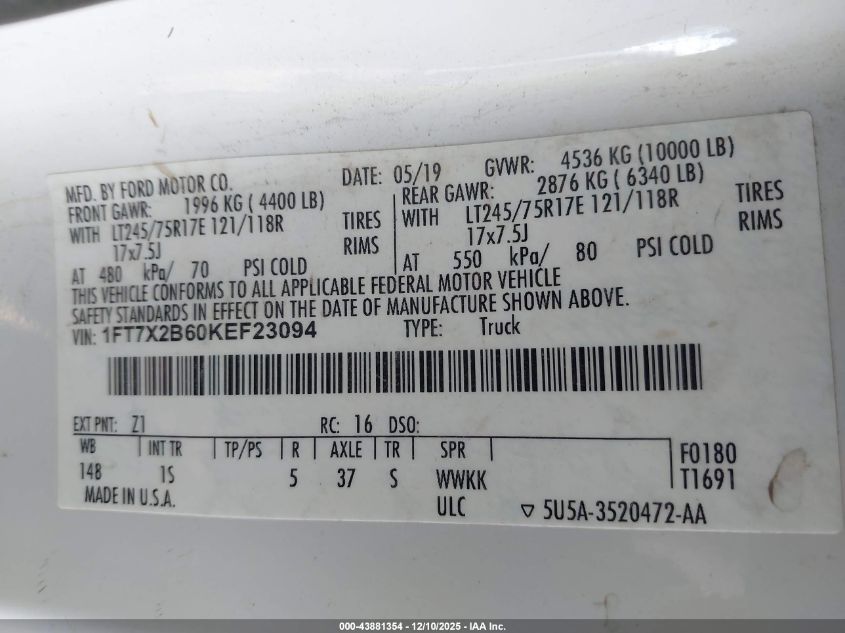 MFD. BY FORD MOTOR CO. DATE: 05/19 GVWR: 4536 KG (10000 LB)
FRONT GAWR: 1996 KG ( 4400 LB) REAR GAWR: 2876 KG ( 6340 LB)
WITH LT245/75R17E 121/118R TIRES WITH LT245/75R17E 121/118R TIRES
17x7.5J RIMS 17x7.5J RIMS
AT 480 kPa/ 70 PSI COLD AT 550 kPa/ 80 PSI COLD
THIS VEHICLE CONFORMS TO ALL APPLICABLE FEDERAL MOTOR VEHICLE
SAFETY STANDARDS IN EFFECT ON THE DATE OF MANUFACTURE SHOWN ABOVE.
VIN: 1FT7X2B60KEF23094 TYPE: Truck
EXT PNT: Z1 RC: 16 DSO:
WB INT TR TP/PS R AXLE TR SPR F0180
148 1S 5 37 S WWKK T1691
MADE IN U.S.A. ULC ▽ 5U5A-3520472-AA
000-43881354 — 12/10/2025 - IAA Inc.